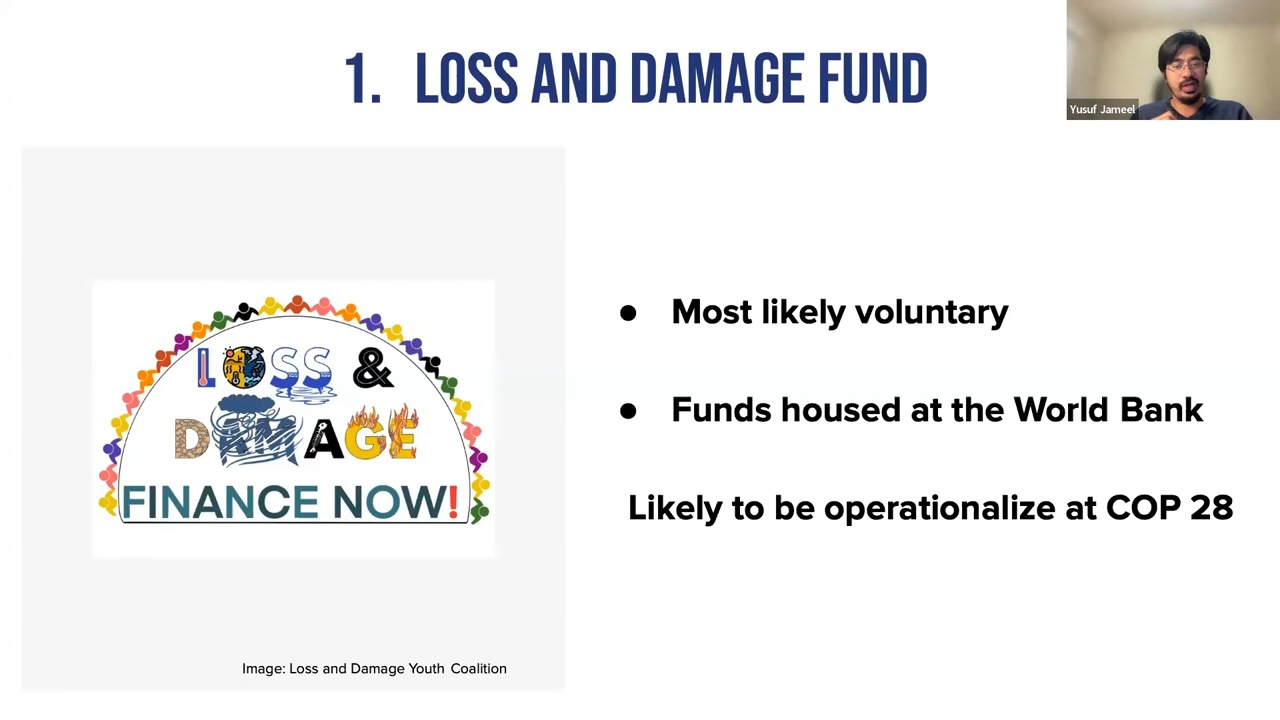 1. LOSS AND DAMAGE FUND
Yusuf Jameel
LOSS &
DAMAGE
FINANCE NOW!
● Most likely voluntary
● Funds housed at the World Bank
Likely to be operationalize at COP 28
Image: Loss and Damage Youth Coalition